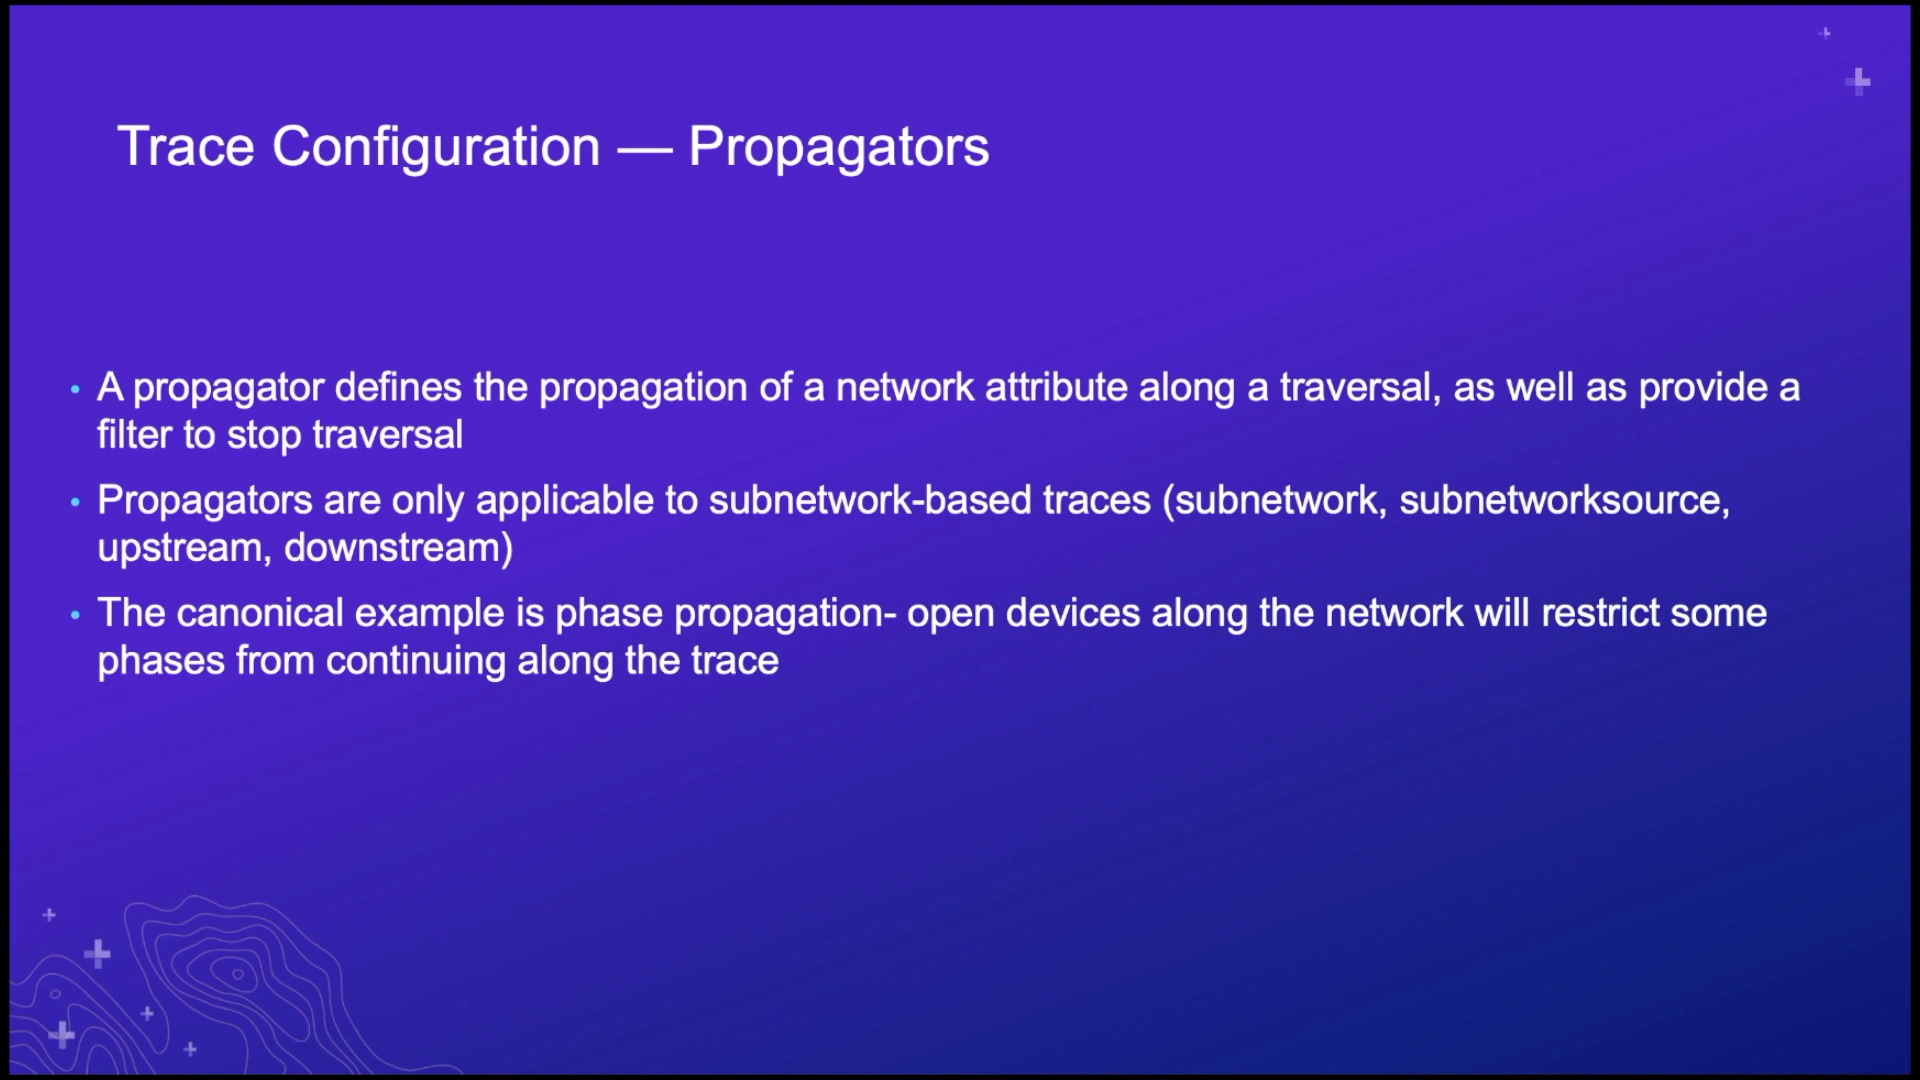 Trace Configuration — Propagators
• A propagator defines the propagation of a network attribute along a traversal, as well as provide a
filter to stop traversal
• Propagators are only applicable to subnetwork-based traces (subnetwork, subnetworksource,
upstream, downstream)
• The canonical example is phase propagation- open devices along the network will restrict some
phases from continuing along the trace